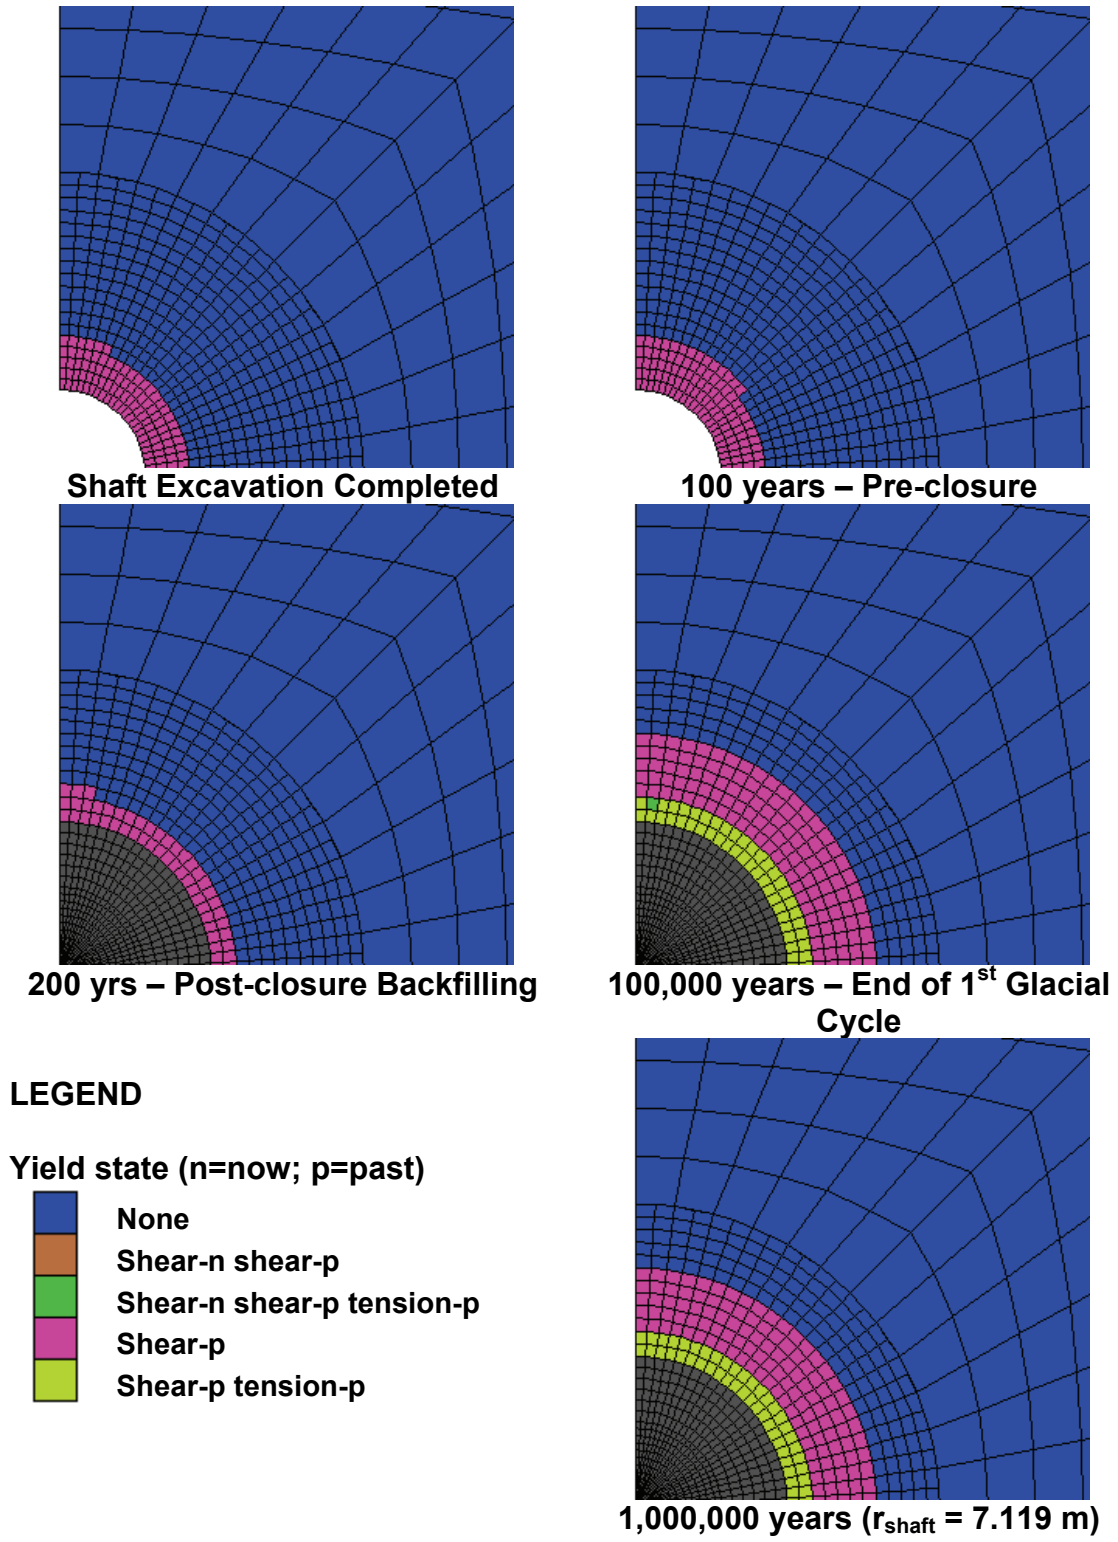 Shaft Excavation Completed
100 years – Pre-closure
200 yrs – Post-closure Backfilling
100,000 years – End of 1st Glacial
Cycle
LEGEND
Yield state (n=now; p=past)
None
Shear-n shear-p
Shear-n shear-p tension-p
Shear-p
Shear-p tension-p
1,000,000 years (rshaft = 7.119 m)